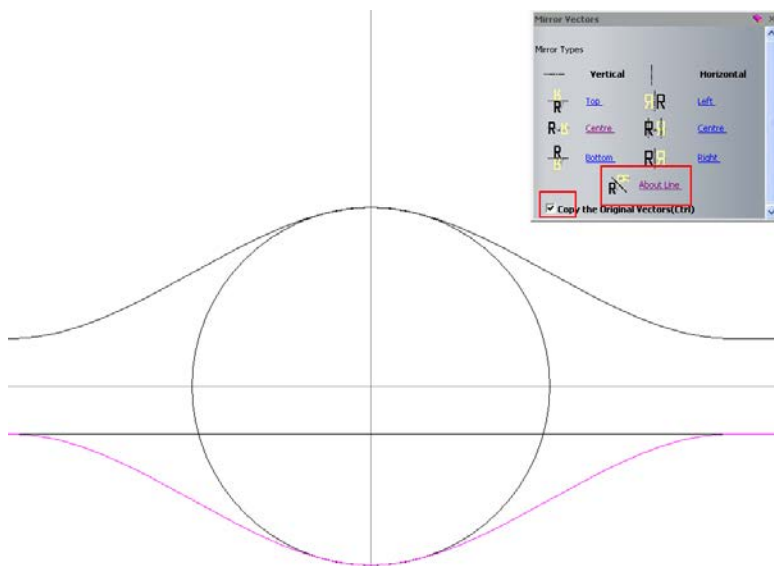 Mirror Vectors
Mirror Types
Vertical Horizontal
Top Left
Centre Centre
Bottom Right
About Line
Copy the Original Vectors(Ctrl)